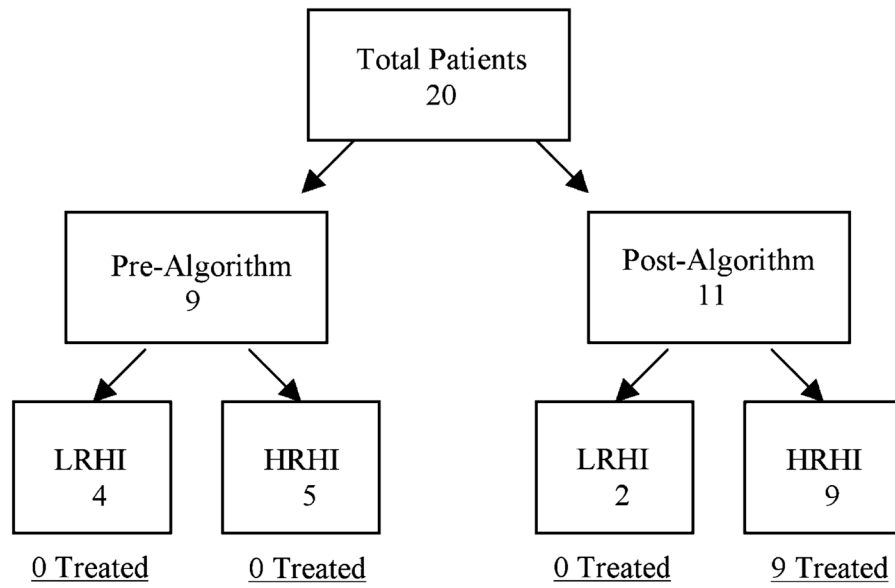 Total Patients
20
Pre-Algorithm
9
Post-Algorithm
11
LRHI
4
HRHI
5
LRHI
2
HRHI
9
0 Treated
0 Treated
0 Treated
9 Treated